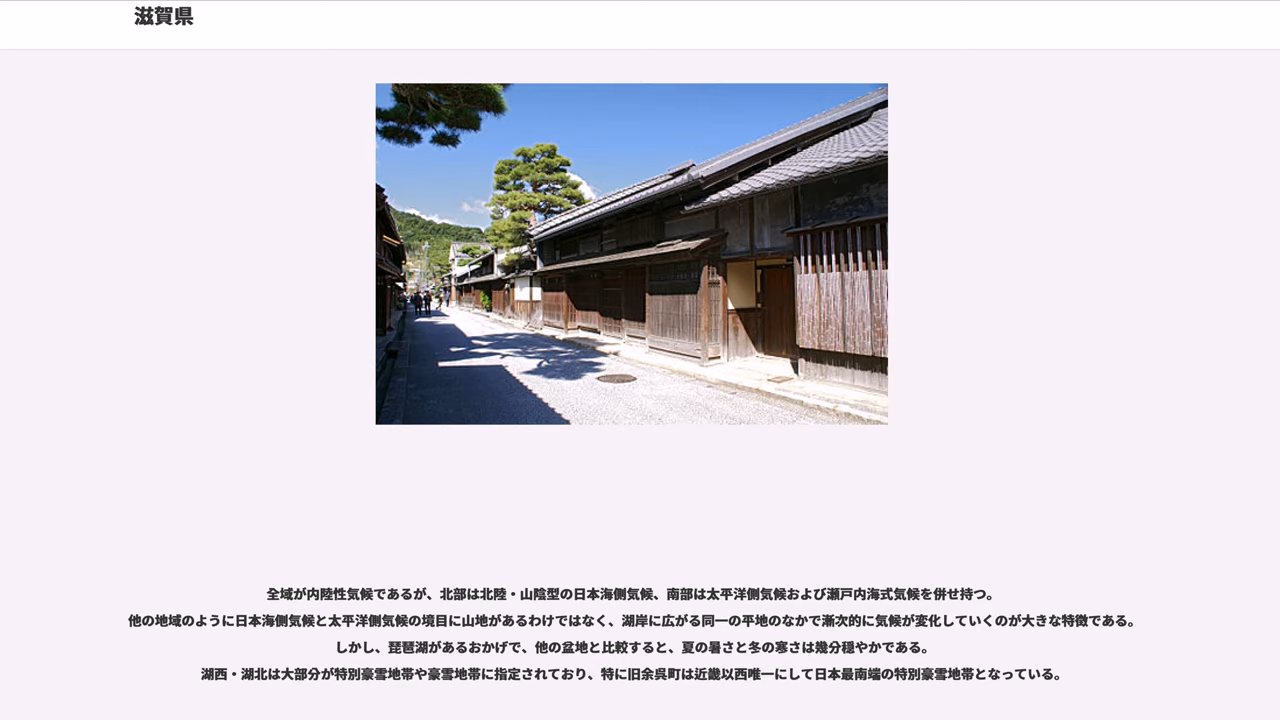 滋賀県
全域が内陸性気候であるが、北部は北陸・山陰型の日本海側気候、南部は太平洋側気候および瀬戸内海式気候を併せ持つ。
他の地域のように日本海側気候と太平洋側気候の境目に山地があるわけではなく、湖岸に広がる同一の平地のなかで漸次的に気候が変化していくのが大きな特徴である。
しかし、琵琶湖があるおかげで、他の盆地と比較すると、夏の暑さと冬の寒さは幾分穏やかである。
湖西・湖北は大部分が特別豪雪地帯や豪雪地帯に指定されており、特に旧余呉町は近畿以西唯一にして日本最南端の特別豪雪地帯となっている。